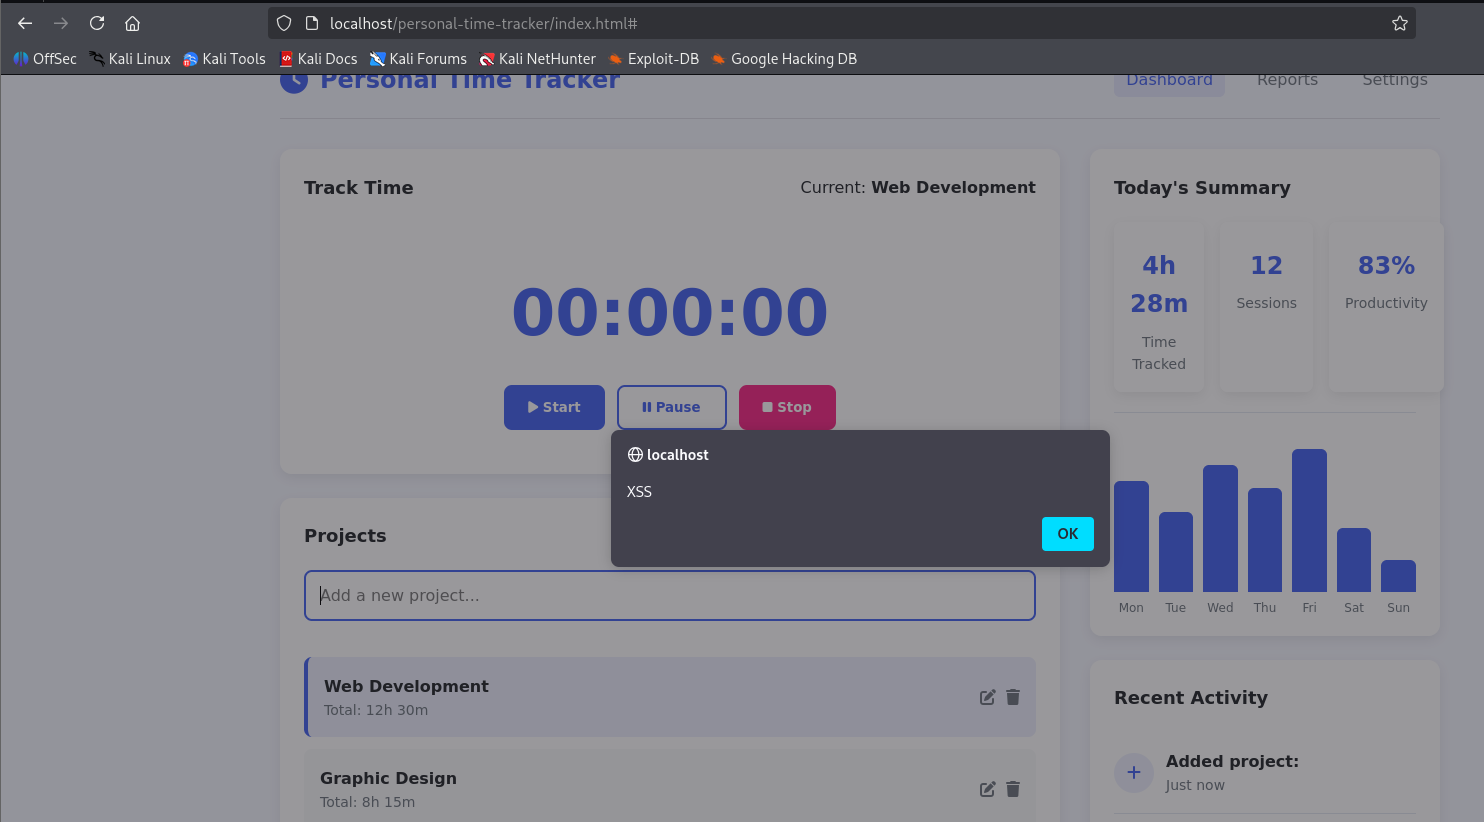 localhost/personal-time-tracker/index.html#
OffSec Kali Linux Kali Tools Kali Docs Kali Forums Kali NetHunter Exploit-DB Google Hacking DB
Personal Time Tracker
Dashboard Reports Settings
Track Time
Current: Web Development
00:00:00
Start Pause Stop
localhost
XSS
OK
Projects
Add a new project...
Web Development
Total: 12h 30m
Graphic Design
Total: 8h 15m
Today's Summary
4h
28m
Time
Tracked
12
Sessions
83%
Productivity
Mon Tue Wed Thu Fri Sat Sun
Recent Activity
Added project:
Just now